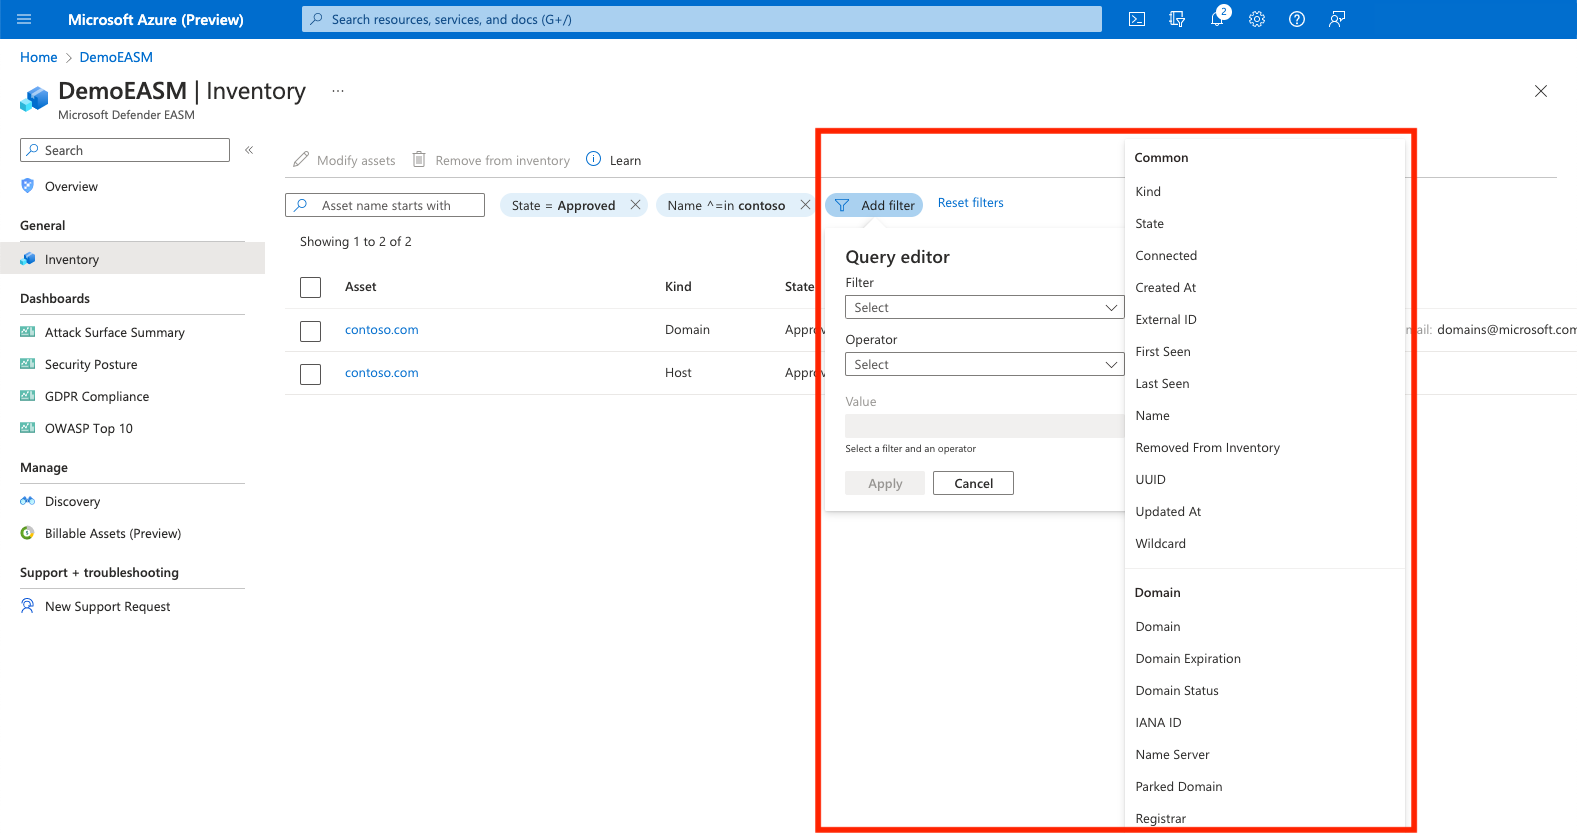 Microsoft Azure (Preview)
Search resources, services, and docs (G+/)
2
Home > DemoEASM
DemoEASM | Inventory ...
Microsoft Defender EASM
Search
«
Overview
General
Inventory
Dashboards
Attack Surface Summary
Security Posture
GDPR Compliance
OWASP Top 10
Manage
Discovery
Billable Assets (Preview)
Support + troubleshooting
New Support Request
Modify assets
Remove from inventory
Learn
Asset name starts with
State = Approved
Name ^=in contoso
Add filter
Reset filters
Showing 1 to 2 of 2
Asset Kind State
contoso.com Domain Approv
mail: domains@microsoft.com
contoso.com Host Approv
Query editor
Filter
Select
Operator
Select
Value
Select a filter and an operator
Apply Cancel
Common
Kind
State
Connected
Created At
External ID
First Seen
Last Seen
Name
Removed From Inventory
UUID
Updated At
Wildcard
Domain
Domain
Domain Expiration
Domain Status
IANA ID
Name Server
Parked Domain
Registrar